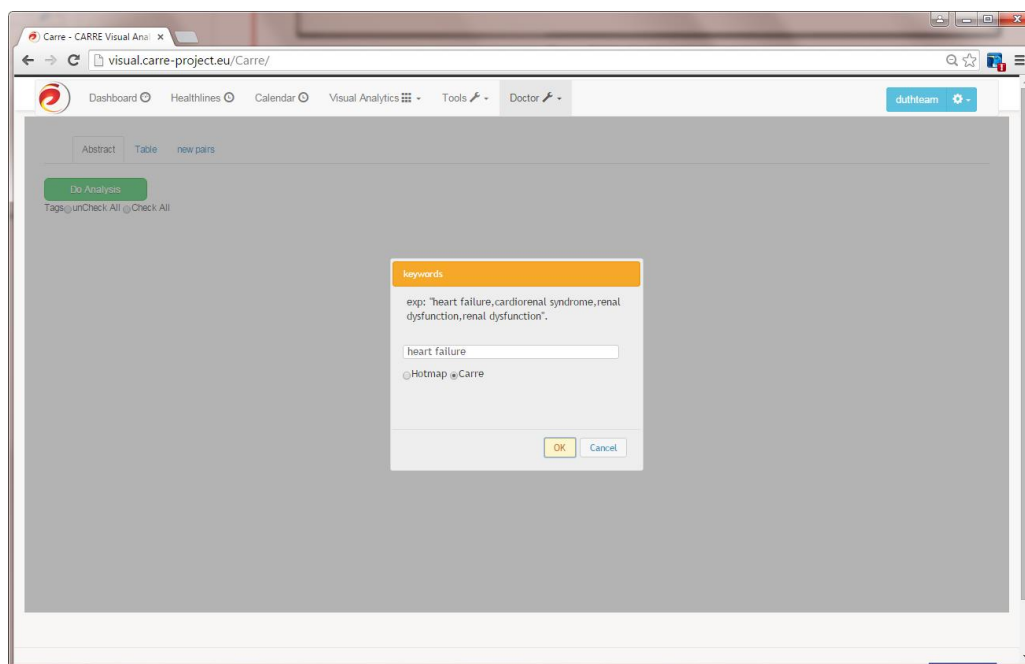 Carre - CARRE Visual Anal
visual.carre-project.eu/Carre/
Dashboard Healthlines Calendar Visual Analytics Tools Doctor duthteam
Abstract Table new pairs
Do Analysis
Tags unCheck All Check All
keywords
exp: "heart failure,cardiorenal syndrome,renal
dysfunction,renal dysfunction".
heart failure
Hotmap Carre
OK Cancel